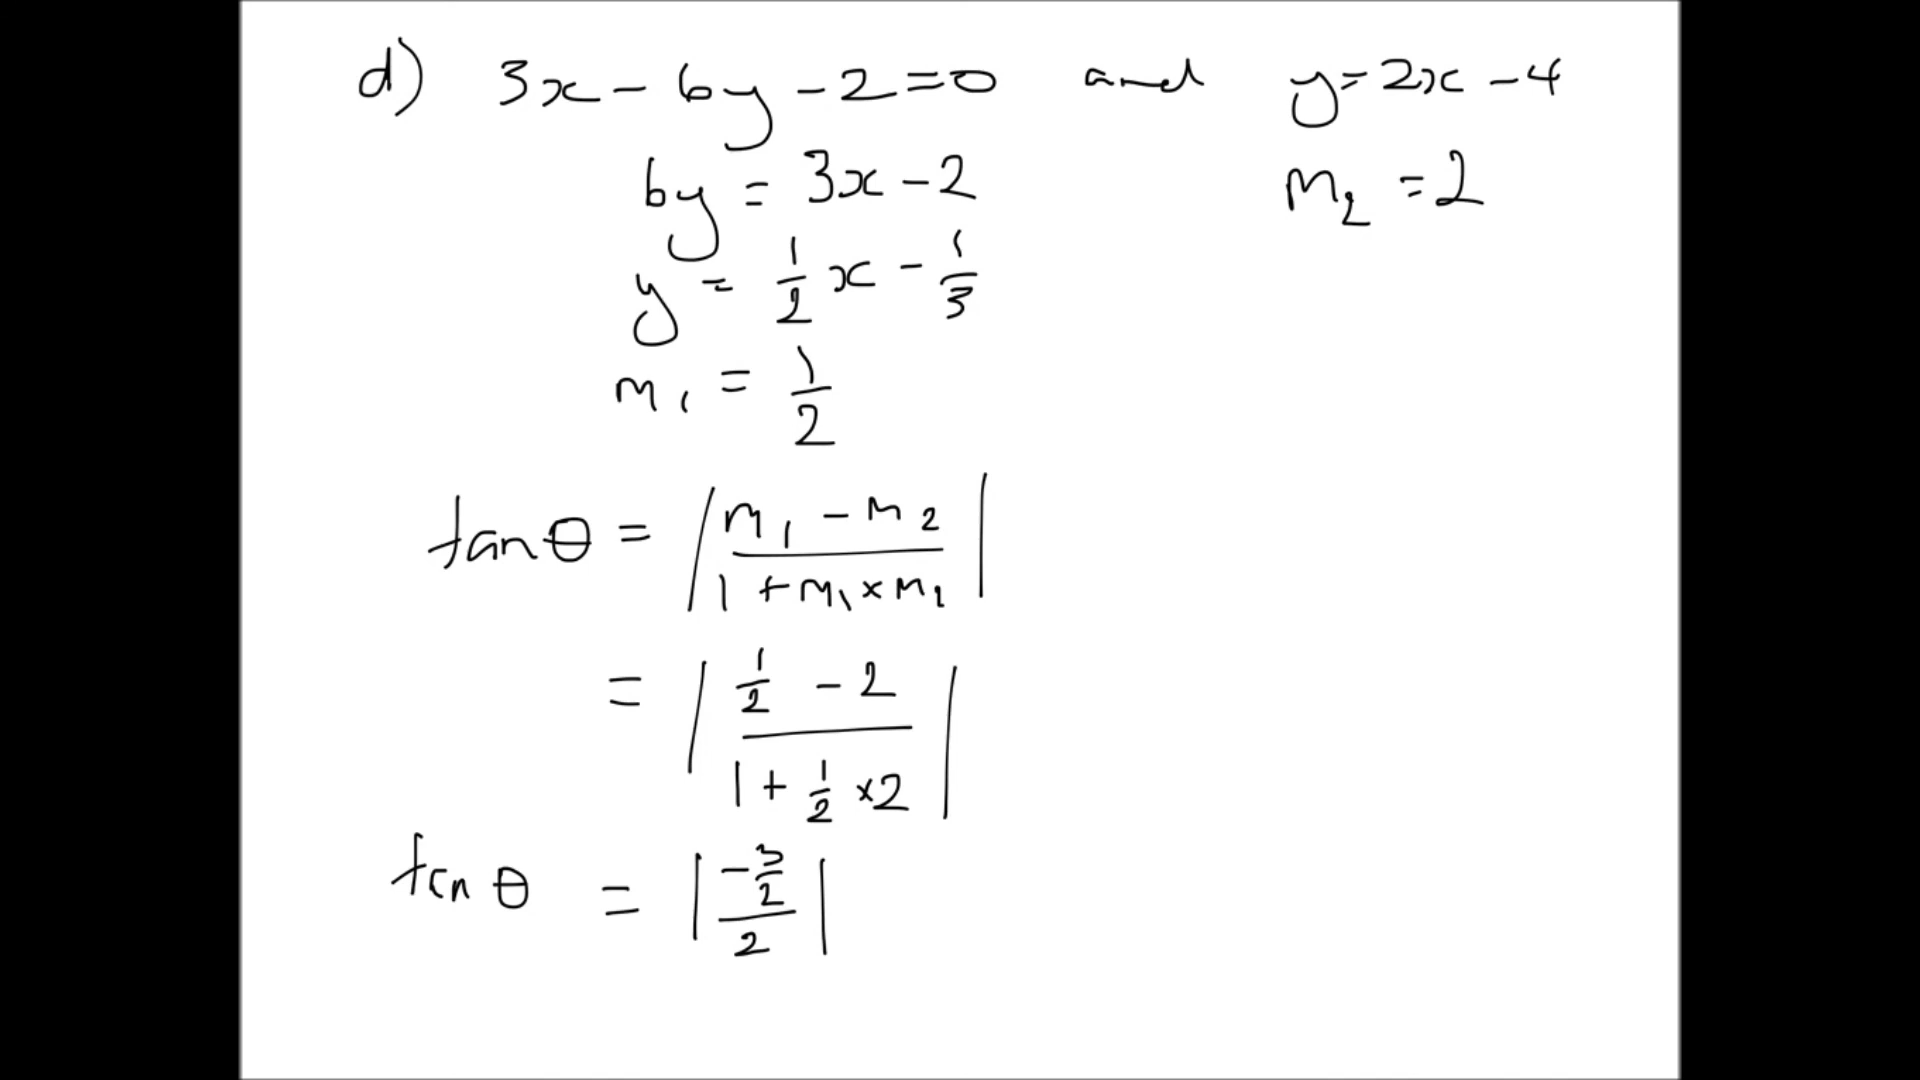 d) 3x - 6y - 2 = 0 and y = 2x - 4
6y = 3x - 2 m₂ = 2
y = 1/2 x - 1/3
m₁ = 1/2
tan θ = | (m₁ - m₂) / (1 + m₁ × m₂) |
= | (1/2 - 2) / (1 + 1/2 × 2) |
tan θ = | (-3/2) / 2 |